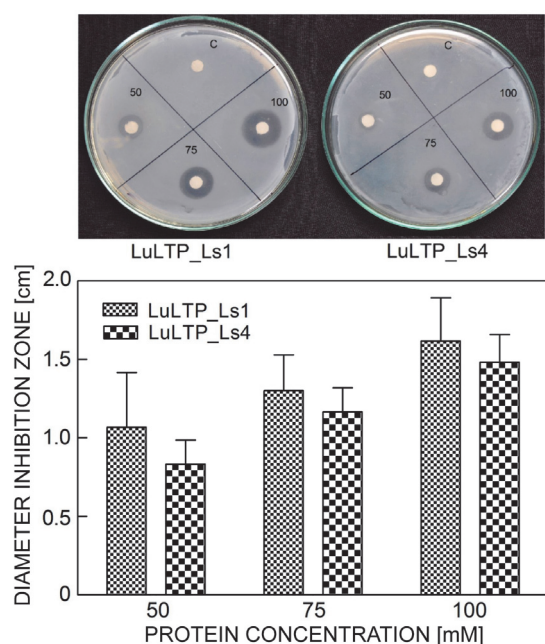 C
50
100
75
C
50
100
75
LuLTP_Ls1
LuLTP_Ls4
2.0
1.5
1.0
0.5
0
DIAMETER INHIBITION ZONE [cm]
LuLTP_Ls1
LuLTP_Ls4
50
75
100
PROTEIN CONCENTRATION [mM]